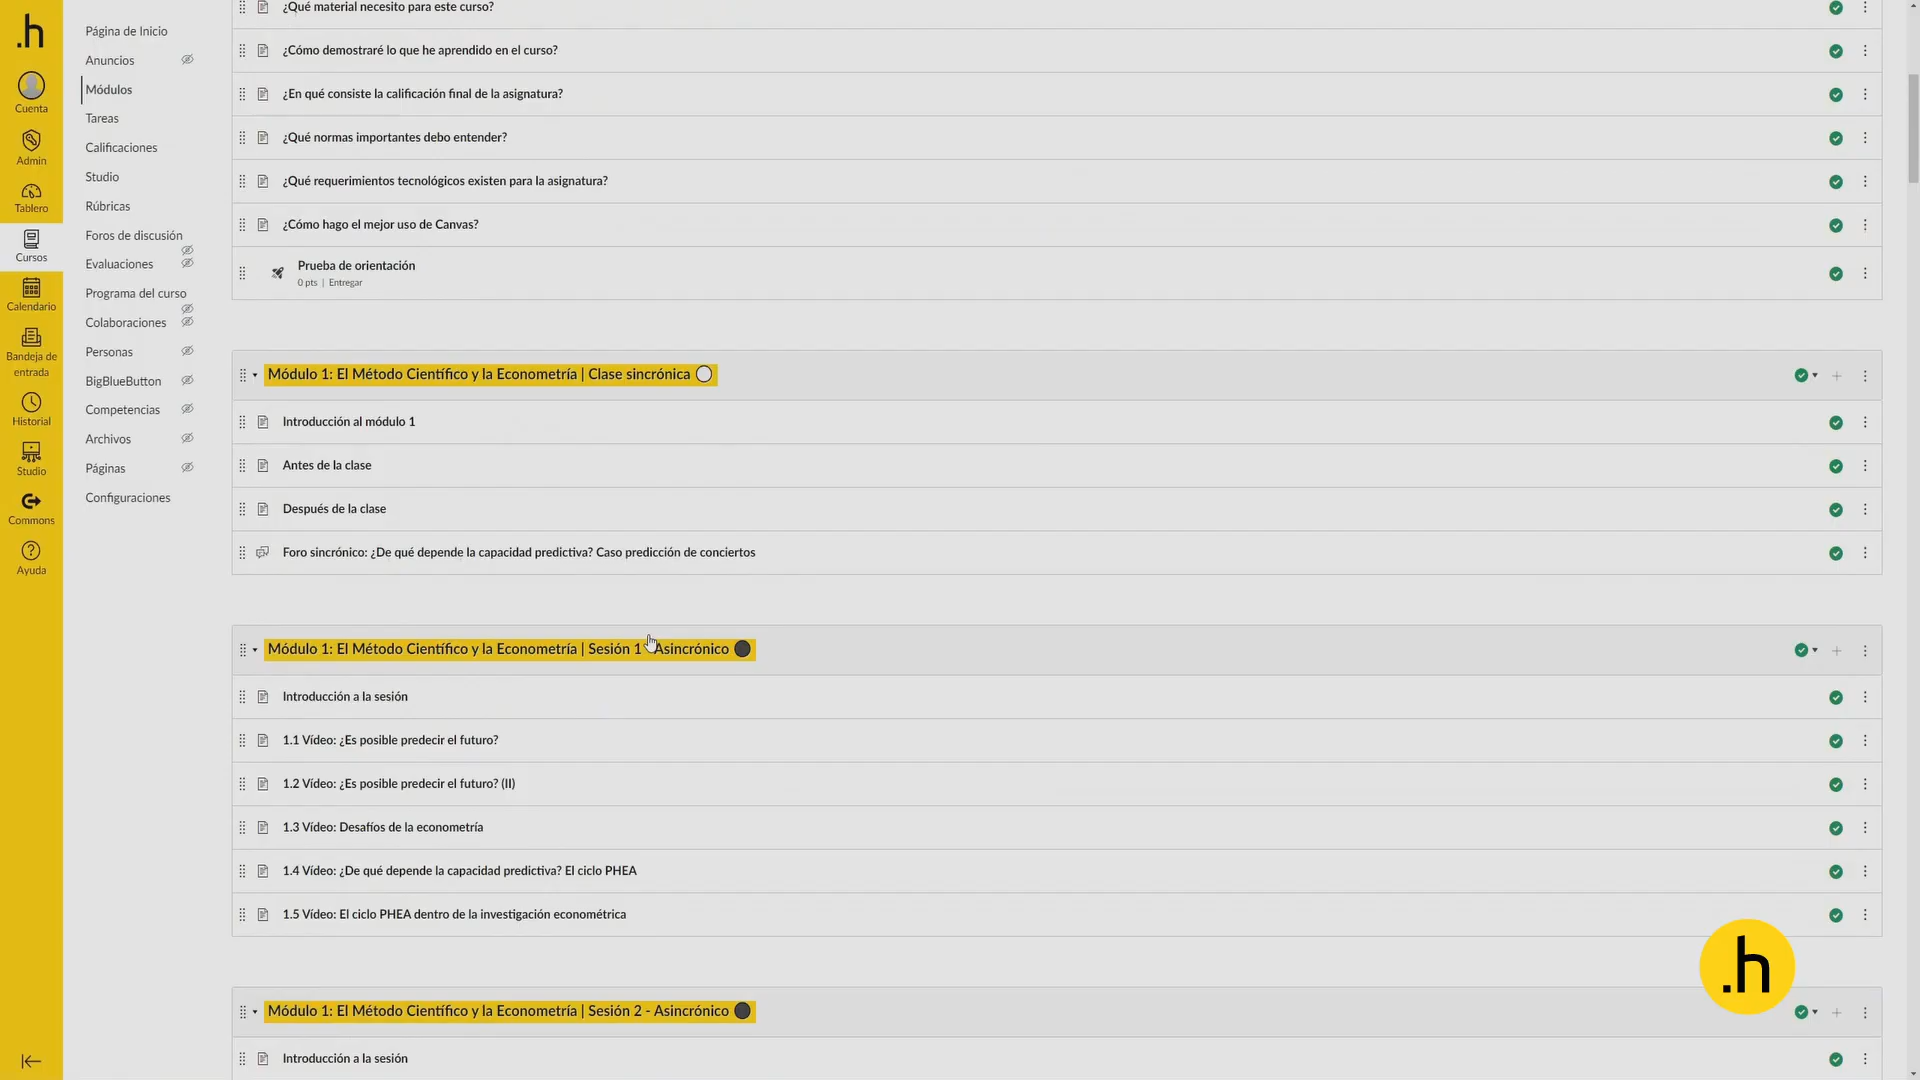 .h
Cuenta
Admin
Tablero
Cursos
Calendario
Bandeja de
entrada
Historial
Studio
Commons
Ayuda
Página de Inicio
Anuncios
Módulos
Tareas
Calificaciones
Studio
Rúbricas
Foros de discusión
Evaluaciones
Programa del curso
Colaboraciones
Personas
BigBlueButton
Competencias
Archivos
Páginas
Configuraciones
¿Qué material necesito para este curso?
¿Cómo demostraré lo que he aprendido en el curso?
¿En qué consiste la calificación final de la asignatura?
¿Qué normas importantes debo entender?
¿Qué requerimientos tecnológicos existen para la asignatura?
¿Cómo hago el mejor uso de Canvas?
Prueba de orientación
0 pts | Entregar
Módulo 1: El Método Científico y la Econometría | Clase sincrónica
Introducción al módulo 1
Antes de la clase
Después de la clase
Foro sincrónico: ¿De qué depende la capacidad predictiva? Caso predicción de conciertos
Módulo 1: El Método Científico y la Econometría | Sesión 1 - Asincrónico
Introducción a la sesión
1.1 Vídeo: ¿Es posible predecir el futuro?
1.2 Vídeo: ¿Es posible predecir el futuro? (II)
1.3 Vídeo: Desafíos de la econometría
1.4 Vídeo: ¿De qué depende la capacidad predictiva? El ciclo PHEA
1.5 Vídeo: El ciclo PHEA dentro de la investigación econométrica
Módulo 1: El Método Científico y la Econometría | Sesión 2 - Asincrónico
Introducción a la sesión
.h